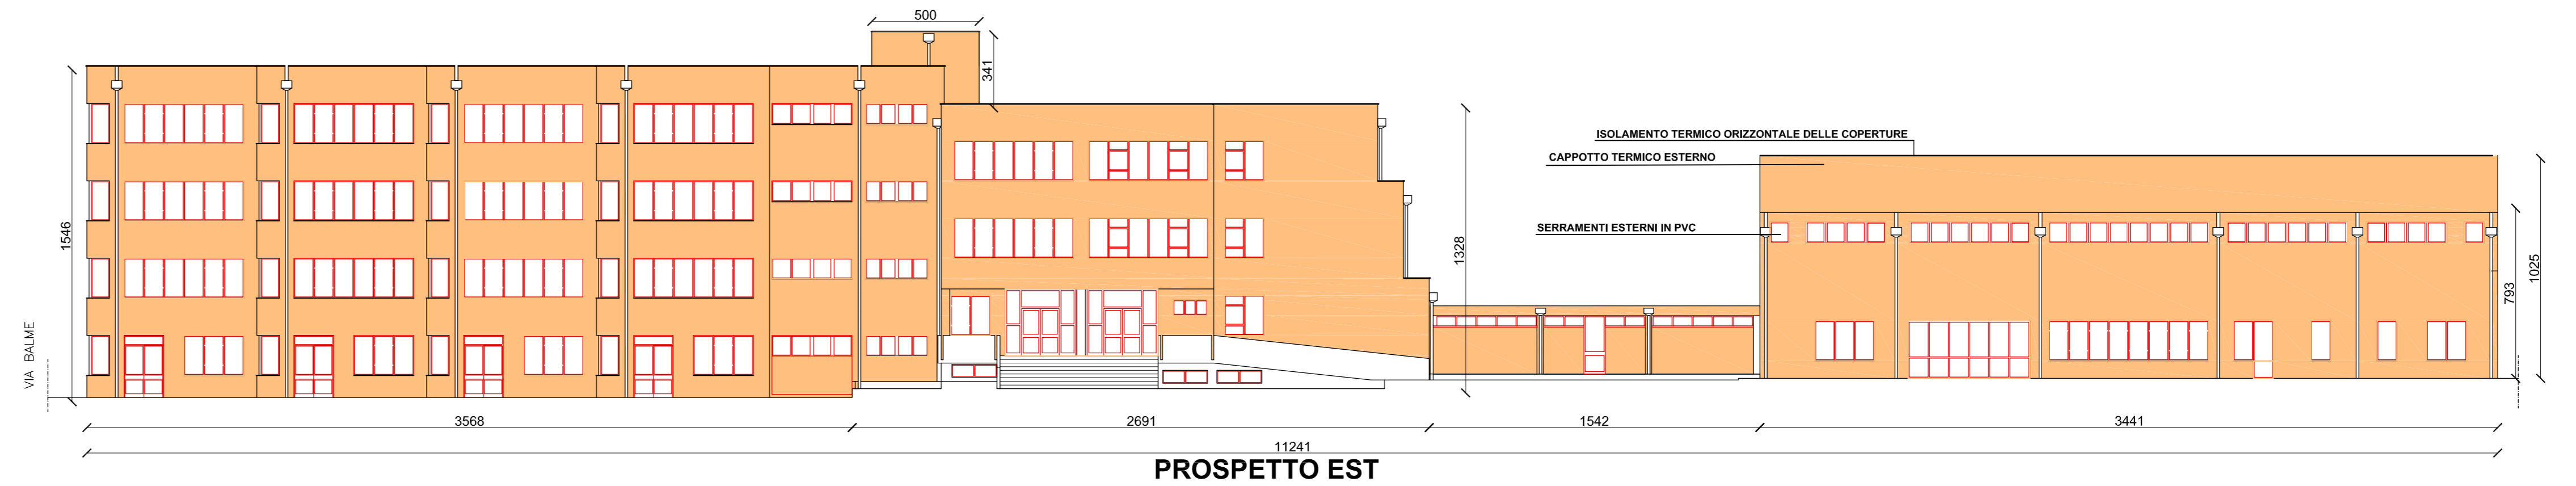 500
341
1546
ISOLAMENTO TERMICO ORIZZONTALE DELLE COPERTURE
CAPPOTTO TERMICO ESTERNO
SERRAMENTI ESTERNI IN PVC
1328
793
1025
VIA BALME
3568
2691
1542
3441
11241
PROSPETTO EST